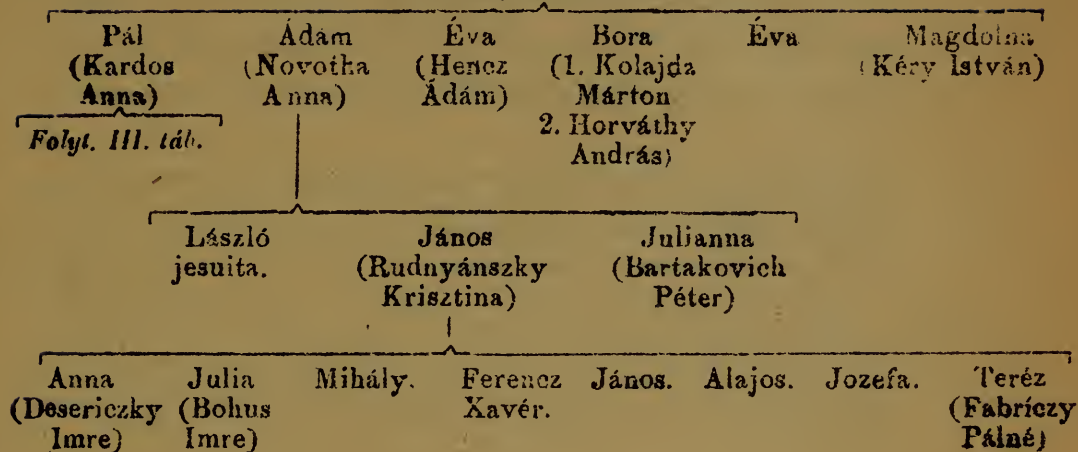 Pál Ádám Éva Bora Éva Magdolna
(Kardos (Novotha (Hencz (1. Kolajda (Kéry István)
Anna) Anna) Ádám) Márton
Folyt. III. táb. 2. Horváthy
András)
László János Julianna
jesuita. (Rudnyánszky (Bartakovich
Krisztina) Péter)
Anna Julia Mihály. Ferencz János. Alajos. Jozefa. Teréz
(Desericzky (Bohus Xavér. (Fabríczy
Imre) Imre) Pálné)